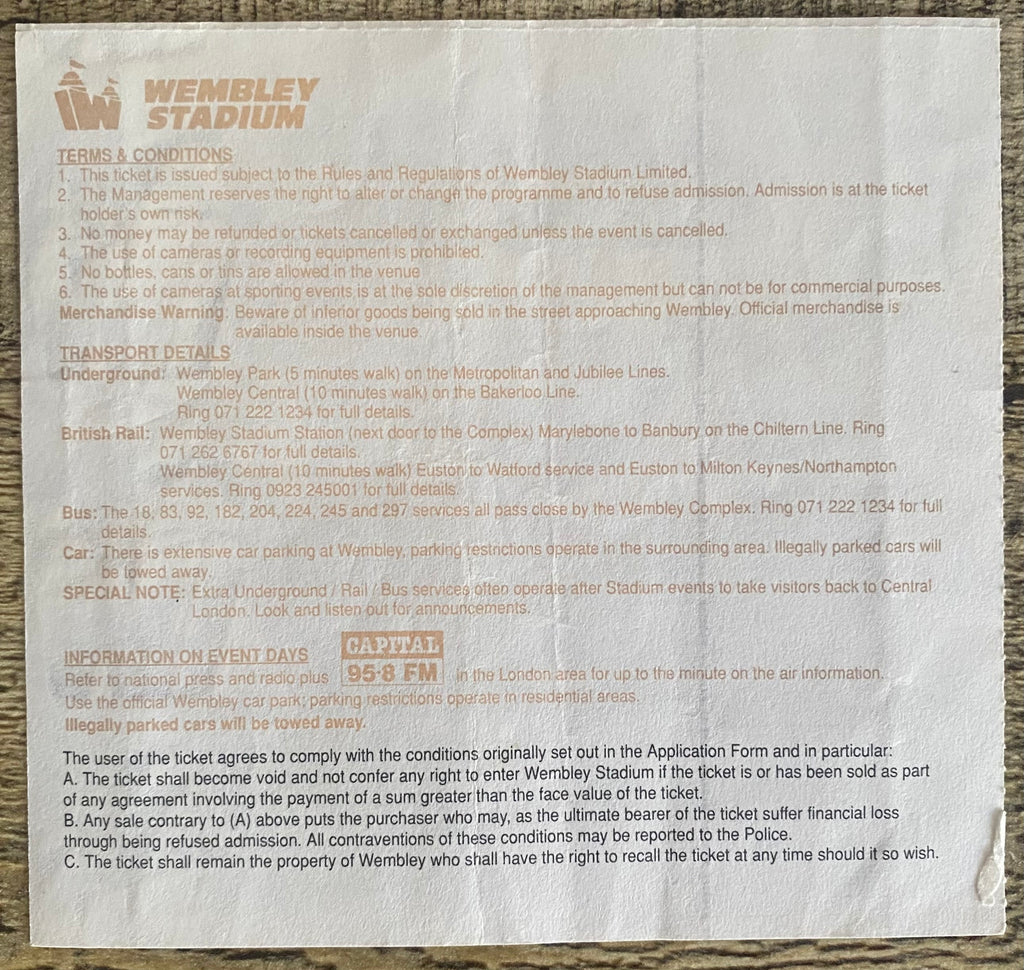 WEMBLEY
STADIUM
TERMS & CONDITIONS
1. This ticket is issued subject to the Rules and Regulations of Wembley Stadium Limited.
2. The Management reserves the right to alter or change the programme and to refuse admission. Admission is at the ticket
holder's own risk.
3. No money may be refunded or tickets cancelled or exchanged unless the event is cancelled.
4. The use of cameras or recording equipment is prohibited.
5. No bottles, cans or tins are allowed in the venue
6. The use of cameras at sporting events is at the sole discretion of the management but can not be for commercial purposes.
Merchandise Warning: Beware of inferior goods being sold in the street approaching Wembley. Official merchandise is
available inside the venue.
TRANSPORT DETAILS
Underground: Wembley Park (5 minutes walk) on the Metropolitan and Jubilee Lines.
Wembley Central (10 minutes walk) on the Bakerloo Line.
Ring 071 222 1234 for full details.
British Rail: Wembley Stadium Station (next door to the Complex) Marylebone to Banbury on the Chiltern Line. Ring
071 262 6767 for full details.
Wembley Central (10 minutes walk) Euston to Watford service and Euston to Milton Keynes/Northampton
services. Ring 0923 245001 for full details.
Bus: The 18, 83, 92, 182, 204, 224, 245 and 297 services all pass close by the Wembley Complex. Ring 071 222 1234 for full
details.
Car: There is extensive car parking at Wembley, parking restrictions operate in the surrounding area. Illegally parked cars will
be towed away.
SPECIAL NOTE: Extra Underground / Rail / Bus services often operate after Stadium events to take visitors back to Central
London. Look and listen out for announcements.
CAPITAL
INFORMATION ON EVENT DAYS
Refer to national press and radio plus 95·8 FM in the London area for up to the minute on the air information.
Use the official Wembley car park; parking restrictions operate in residential areas.
Illegally parked cars will be towed away.
The user of the ticket agrees to comply with the conditions originally set out in the Application Form and in particular:
A. The ticket shall become void and not confer any right to enter Wembley Stadium if the ticket is or has been sold as part
of any agreement involving the payment of a sum greater than the face value of the ticket.
B. Any sale contrary to (A) above puts the purchaser who may, as the ultimate bearer of the ticket suffer financial loss
through being refused admission. All contraventions of these conditions may be reported to the Police.
C. The ticket shall remain the property of Wembley who shall have the right to recall the ticket at any time should it so wish.